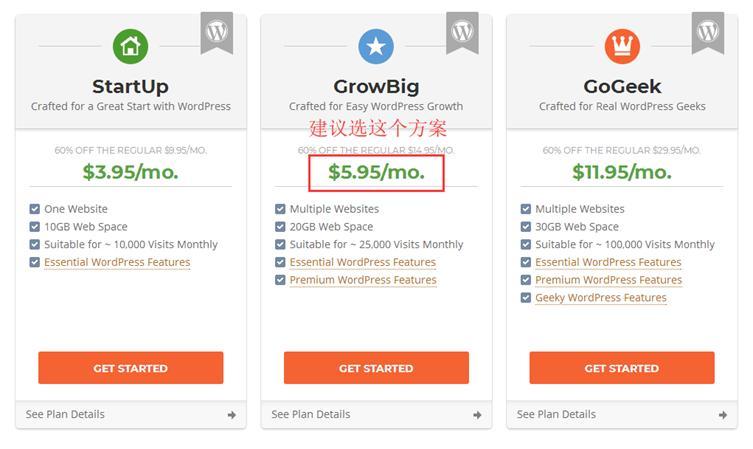 StartUp
Crafted for a Great Start with WordPress
60% OFF THE REGULAR $9.95/MO.
$3.95/mo.
One Website
10GB Web Space
Suitable for ~ 10,000 Visits Monthly
Essential WordPress Features
GET STARTED
See Plan Details
GrowBig
Crafted for Easy WordPress Growth
建议选这个方案
60% OFF THE REGULAR $14.95/MO.
$5.95/mo.
Multiple Websites
20GB Web Space
Suitable for ~ 25,000 Visits Monthly
Essential WordPress Features
Premium WordPress Features
GET STARTED
See Plan Details
GoGeek
Crafted for Real WordPress Geeks
60% OFF THE REGULAR $29.95/MO.
$11.95/mo.
Multiple Websites
30GB Web Space
Suitable for ~ 100,000 Visits Monthly
Essential WordPress Features
Premium WordPress Features
Geeky WordPress Features
GET STARTED
See Plan Details